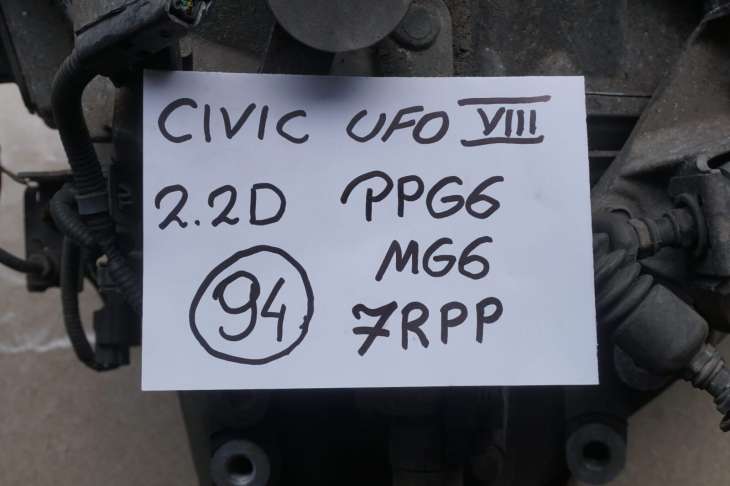 CIVIC UFO VIII
2.2D PPG6
MG6
94 7RPP